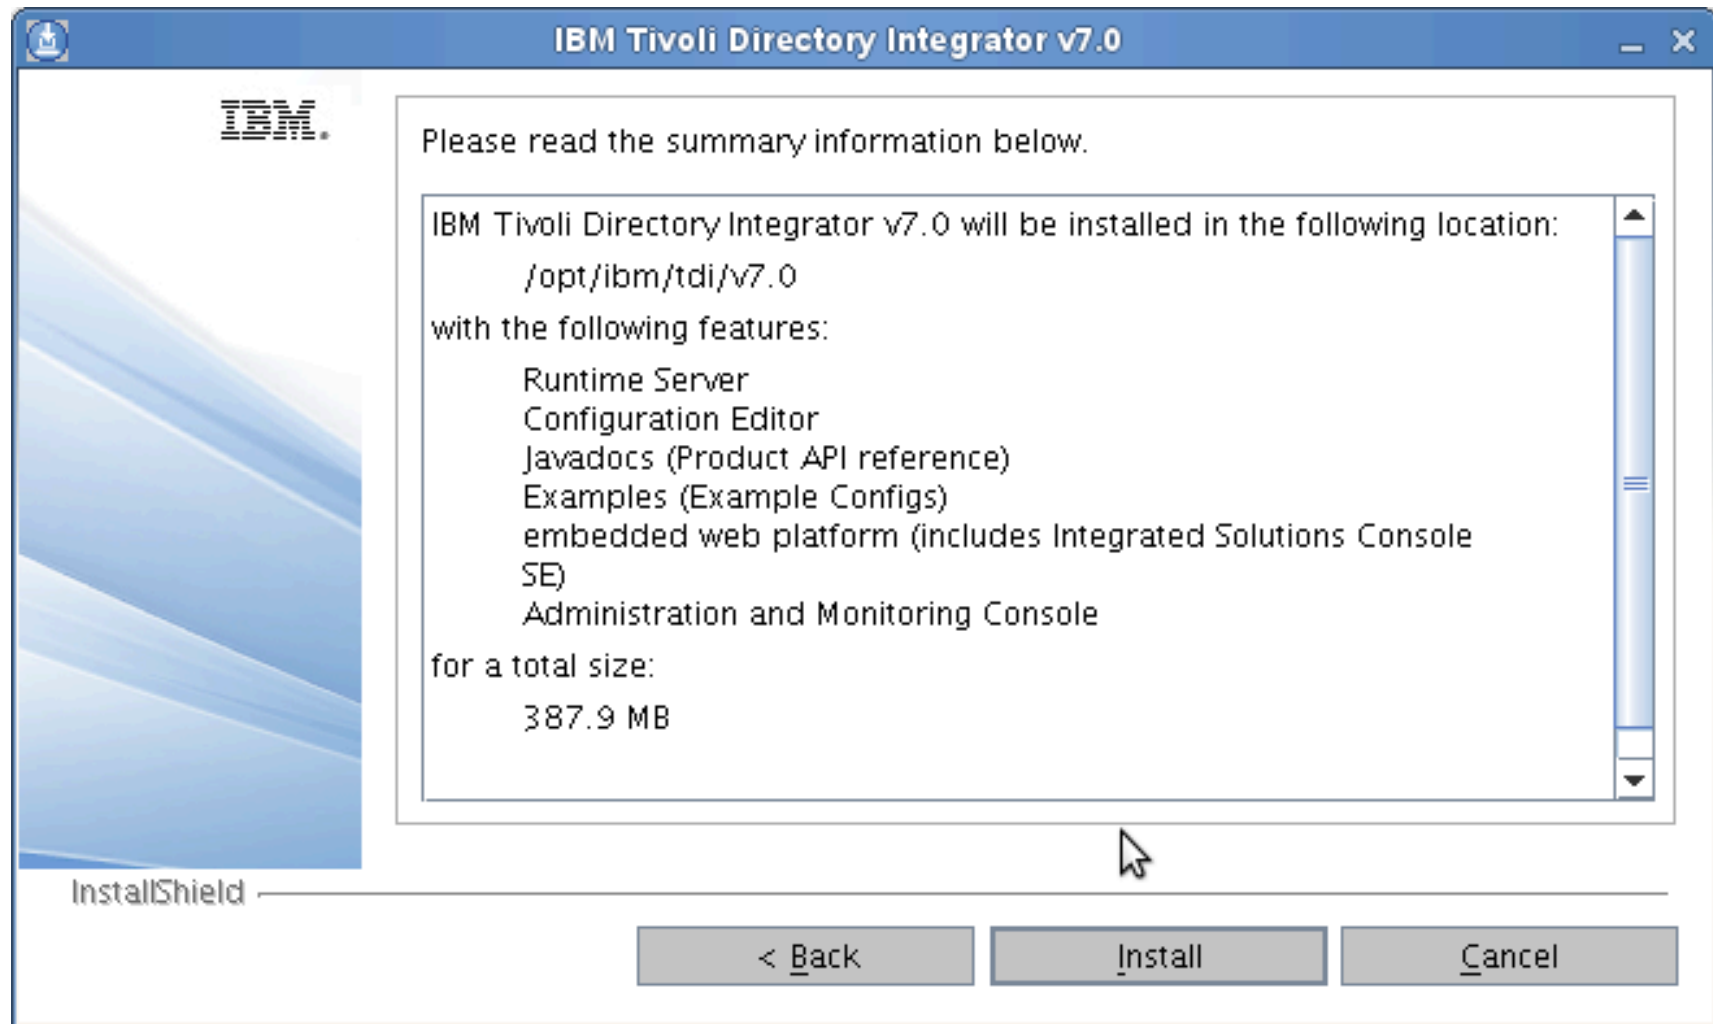 IBM Tivoli Directory Integrator v7.0
IBM.
Please read the summary information below.
IBM Tivoli Directory Integrator v7.0 will be installed in the following location:
/opt/ibm/tdi/v7.0
with the following features:
Runtime Server
Configuration Editor
Javadocs (Product API reference)
Examples (Example Configs)
embedded web platform (includes Integrated Solutions Console
SE)
Administration and Monitoring Console
for a total size:
387.9 MB
InstallShield
< Back
Install
Cancel